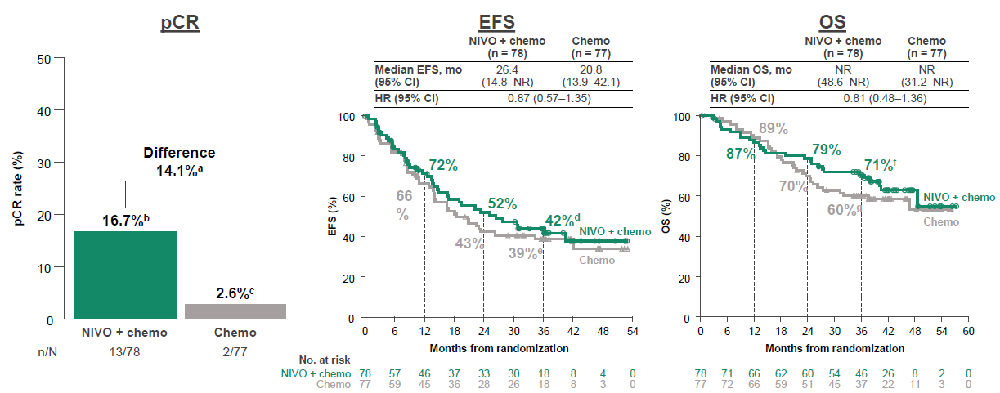 pCR
50
40
30
20
10
0
pCR rate (%)
Difference
14.1%ᵃ
16.7%ᵇ
2.6%ᶜ
NIVO + chemo Chemo
n/N 13/78 2/77
EFS
NIVO + chemo Chemo
(n = 78) (n = 77)
Median EFS, mo 26.4 20.8
(95% CI) (14.8–NR) (13.9–42.1)
HR (95% CI) 0.87 (0.57–1.35)
100
80
60
40
20
0
EFS (%)
72%
66
%
52%
43%
42%ᵈ
39%ᵉ
NIVO + chemo
Chemo
0 6 12 18 24 30 36 42 48 54
Months from randomization
No. at risk
NIVO + chemo 78 57 46 37 33 30 18 8 4 0
Chemo 77 59 45 36 28 26 18 8 3 0
OS
NIVO + chemo Chemo
(n = 78) (n = 77)
Median OS, mo NR NR
(95% CI) (48.6–NR) (31.2–NR)
HR (95% CI) 0.81 (0.48–1.36)
100
80
60
40
20
0
OS (%)
89%
87%
79%
70%
71%ᶠ
60%ᵍ
NIVO + chemo
Chemo
0 6 12 18 24 30 36 42 48 54 60
Months from randomization
78 71 66 62 60 54 46 26 8 2 0
77 72 66 59 51 45 37 22 11 3 0